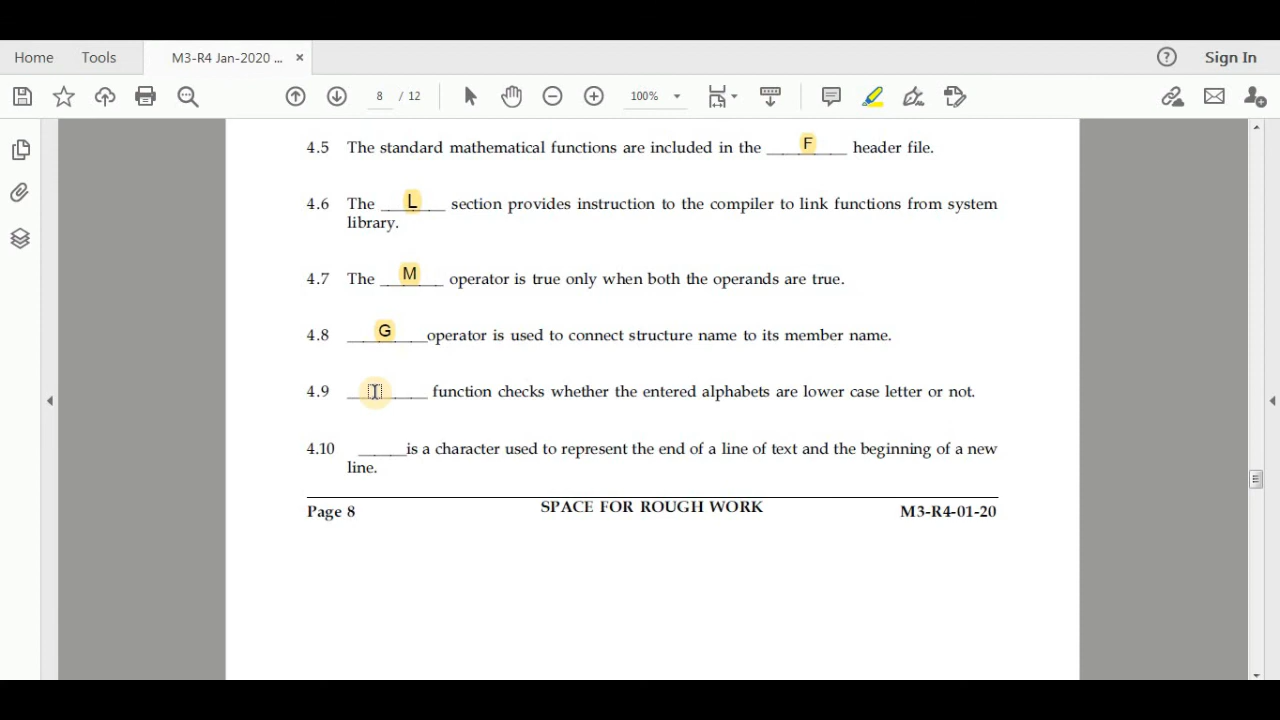 Home Tools M3-R4 Jan-2020 ... × ? Sign In
8 / 12 100%
4.5 The standard mathematical functions are included in the ___F___ header file.
4.6 The ___L___ section provides instruction to the compiler to link functions from system
library.
4.7 The ___M___ operator is true only when both the operands are true.
4.8 ___G___operator is used to connect structure name to its member name.
4.9 ________ function checks whether the entered alphabets are lower case letter or not.
4.10 _____is a character used to represent the end of a line of text and the beginning of a new
line.
Page 8 SPACE FOR ROUGH WORK M3-R4-01-20